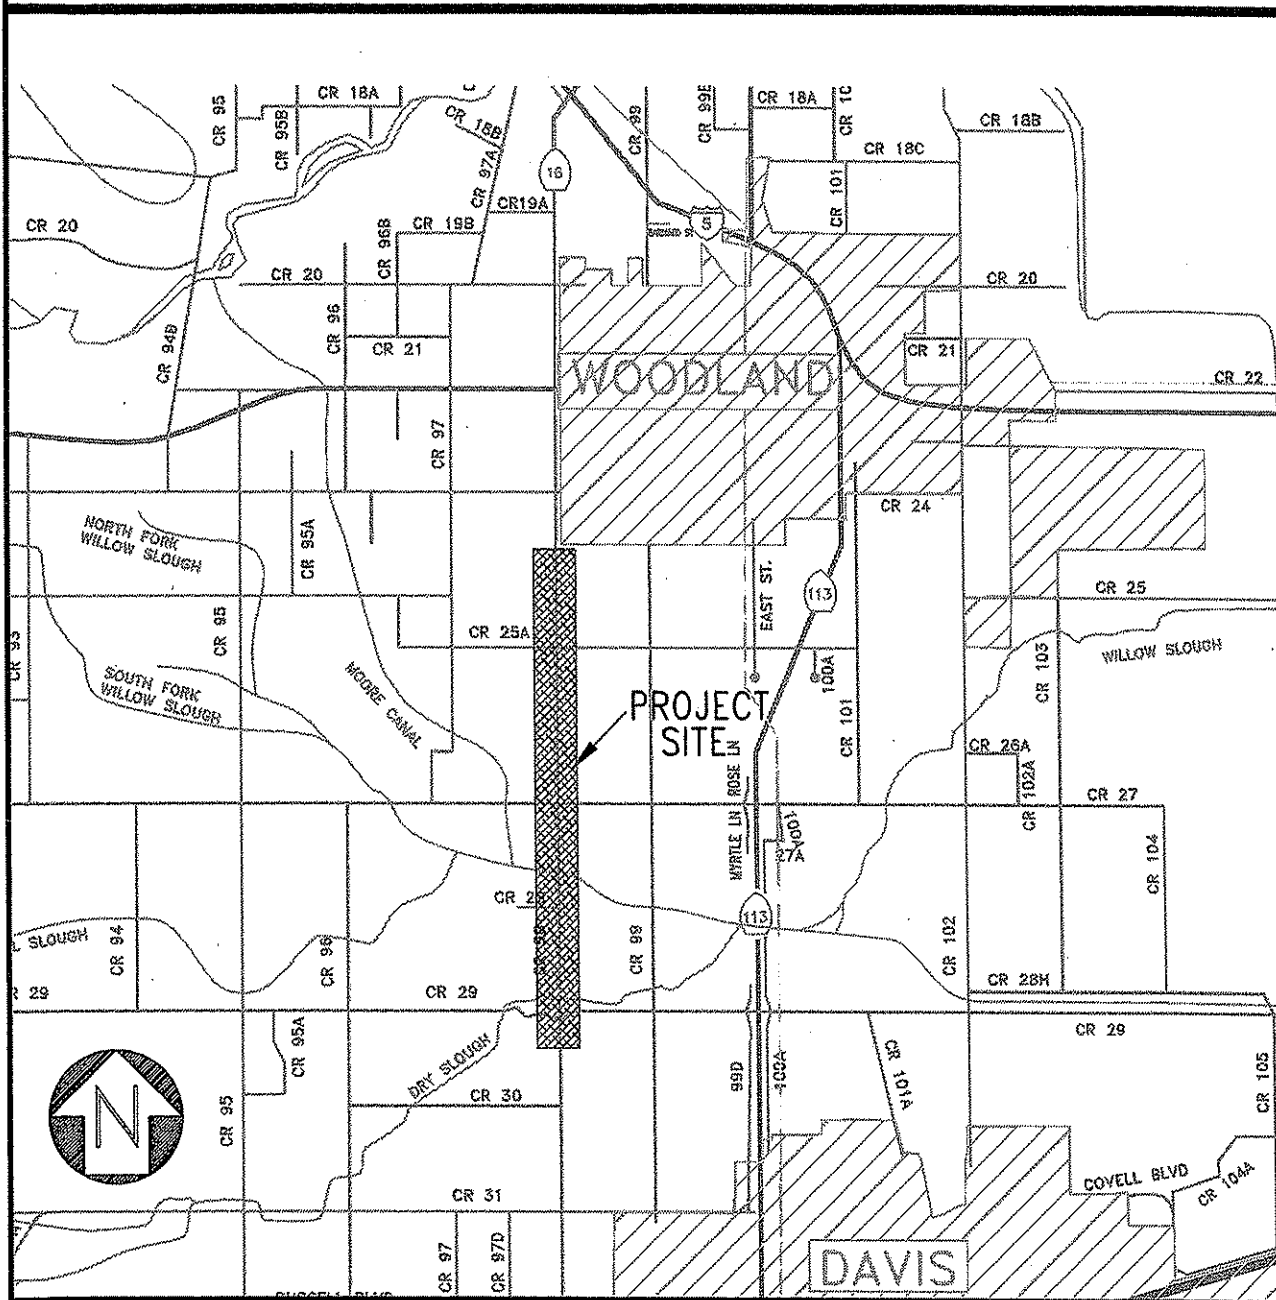 CR 18A
CR 95
CR 95B
CR 18B
CR 97A
CR 99
CR 99E
CR 18A
CR 18B
CR 18C
CR 101
16
CR19A
5
CR 20
CR 96B
CR 19B
CR 20
CR 20
CR 96
CR 94B
CR 21
CR 21
WOODLAND
CR 22
CR 97
CR 24
NORTH FORK
WILLOW SLOUGH
CR 95A
CR 95
CR 93
EAST ST.
113
CR 25
CR 25A
WILLOW SLOUGH
CR 103
SOUTH FORK
WILLOW SLOUGH
MOORE CANAL
100A
CR 101
PROJECT
SITE
CR 26A
CR 102A
MYRTLE LN
ROSE LN
CR 27
100A
27A
CR 104
113
CR 94
CR 96
CR 99
CR 102
SLOUGH
CR 29
CR 28H
CR 29
CR 95A
DRY SLOUGH
99D
100A
CR 101A
CR 105
CR 30
CR 95
COVELL BLVD
CR 104A
CR 31
CR 97
CR 97D
DAVIS
N